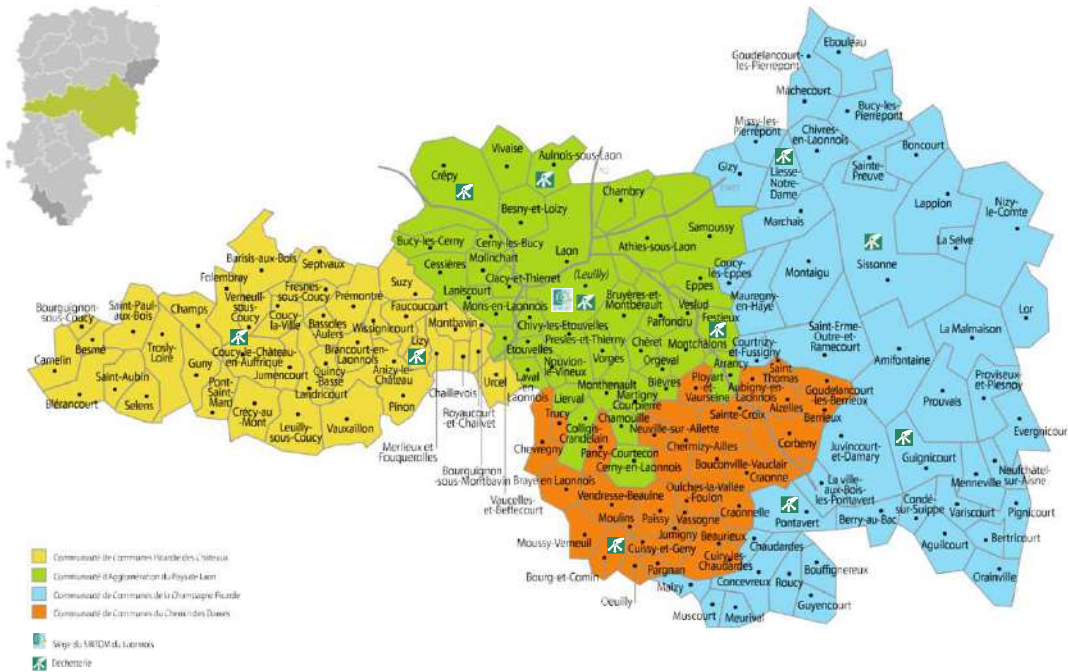 Ebouleau
Goudelancourt-
les-Pierrepont
Machecourt
Bucy-les-
Pierrepont
Missy-les-
Pierrepont
Chivres-
en-Laonnois
Boncourt
Vivaise
Aulnois-sous-Laon
Crépy
Gizy
Liesse-
Notre-
Dame
Sainte-
Preuve
Chambry
Lappion
Nizy-
le-Comte
Besny-et-Loizy
Marchais
Samoussy
Bucy-les-Cerny
Cerny-les-Bucy
Laon
Athies-sous-Laon
La Selve
Molinchart
Sissonne
Barisis-aux-Bois
Septvaux
Cessières
Clacy-et-Thierret
(Leuilly)
Coucy-
les-Eppes
Montaigu
Folembray
Suzy
Eppes
Fresnes-
sous-Coucy
Laniscourt
Mons-en-Laonnois
Bruyères-et-
Montberault
Mauregny-
en-Haye
Bourguignon-
sous-Coucy
Saint-Paul-
aux-Bois
Champs
Verneuil-
sous-
Coucy
Coucy-
la-Ville
Prémontré
Faucoucourt
Veslud
Festieux
Lor
Bassoles-
Aulers
Wissignicourt
Montbavin
Chivy-les-Etouvelles
Parfondru
Saint-Erme-
Outre-et-
Ramecourt
La Malmaison
Besmé
Trosly-
Loire
Coucy-le-Château-
en-Auffrique
Brancourt-en-
Laonnois
Lizy
Etouvelles
Presles-et-Thierny
Chéret
Montchâlons
Courtrizy-
et-Fussigny
Amifontaine
Camelin
Guny
Jumencourt
Quincy-
Basse
Anizy-le-
Château
Nouvion-
le-Vineux
Vorges
Orgeval
Arrancy
Saint-
Thomas
Proviseux-et
Plesnoy
Saint-Aubin
Pont-
Saint-
Mard
Landricourt
Urcel
Laval-
en-
Laonnois
Bièvres
Ployart
-et-
Vaurseine
Aubigny-en-
Laonnois
Goudelancourt-
les-Berrieux
Blérancourt
Selens
Crécy-au
Mont
Pinon
Chaillevois
Monthenault
Aizelles
Prouvais
Leuilly-
sous-Coucy
Vauxaillon
Royaucourt
-et-Chailvet
Lierval
Martigny
Courpierre
Sainte-Croix
Berrieux
Evergnicourt
Trucy
Chamouille
Neuville-sur-Ailette
Corbeny
Juvincourt-
et-Damary
Merlieux et
Fouquerolles
Colligis-
Crandelain
Chermizy-Ailles
Guignicourt
Chevregny
Pancy-Courtecon
Bouconville-Vauclair
Neufchâtel-
sur-Aisne
Bourguignon
-sous-Montbavin
Cerny-en-Laonnois
Craonne
La ville-
aux-Bois-
les-Pontavert
Menneville
Braye en Laonnois
Oulches-la-Vallée
Foulon
Condé-
sur-Suippe
Variscourt
Pignicourt
Vaucelles-
et-Beffecourt
Vendresse-Beaulne
Craonnelle
Pontavert
Berry-au-Bac
Bertricourt
Moulins
Paissy
Vassogne
Aguilcourt
Moussy-Verneuil
Jumigny
Beaurieux
Chaudardes
Cuissy-et-Geny
Cuiry-les-
Chaudardes
Bouffignereux
Orainville
Bourg-et-Comin
Pargnan
Concevreux
Roucy
Oeuilly
Maizy
Guyencourt
Muscourt
Meurival
Communauté de Communes Picardie des Châteaux
Communauté d'Agglomération du Pays de Laon
Communauté de Communes de la Champagne Picarde
Communauté de Communes du Chemin des Dames
Siège du SIRTOM du Laonnois
Déchetterie